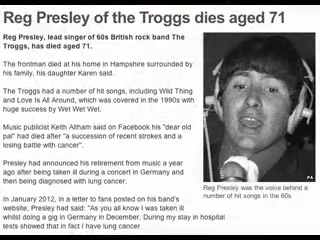 Reg Presley of the Troggs dies aged 71
Reg Presley, lead singer of 60s British rock band The
Troggs, has died aged 71.
The frontman died at his home in Hampshire surrounded by
his family, his daughter Karen said.
The Troggs had a number of hit songs, including Wild Thing
and Love Is All Around, which was covered in the 1990s with
huge success by Wet Wet Wet.
Music publicist Keith Altham said on Facebook his "dear old
pal" had died after "a succession of recent strokes and a
losing battle with cancer".
Presley had announced his retirement from music a year
ago after being taken ill during a concert in Germany and
then being diagnosed with lung cancer.
In January 2012, in a letter to fans posted on his band's
website, Presley had said: "As you all know I was taken ill
whilst doing a gig in Germany in December. During my stay in hospital
tests showed that in fact I have lung cancer.
PA
Reg Presley was the voice behind a
number of hit songs in the 60s